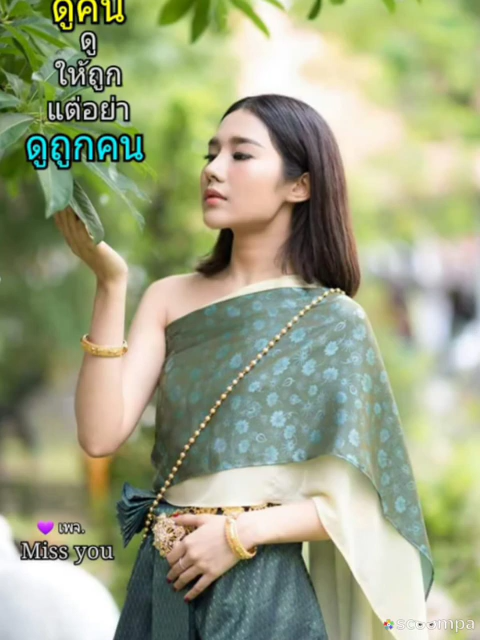 ดูคน
ดู
ให้ถูก
แต่อย่า
ดูถูกคน
💜 เพจ.
Miss you
scoompa